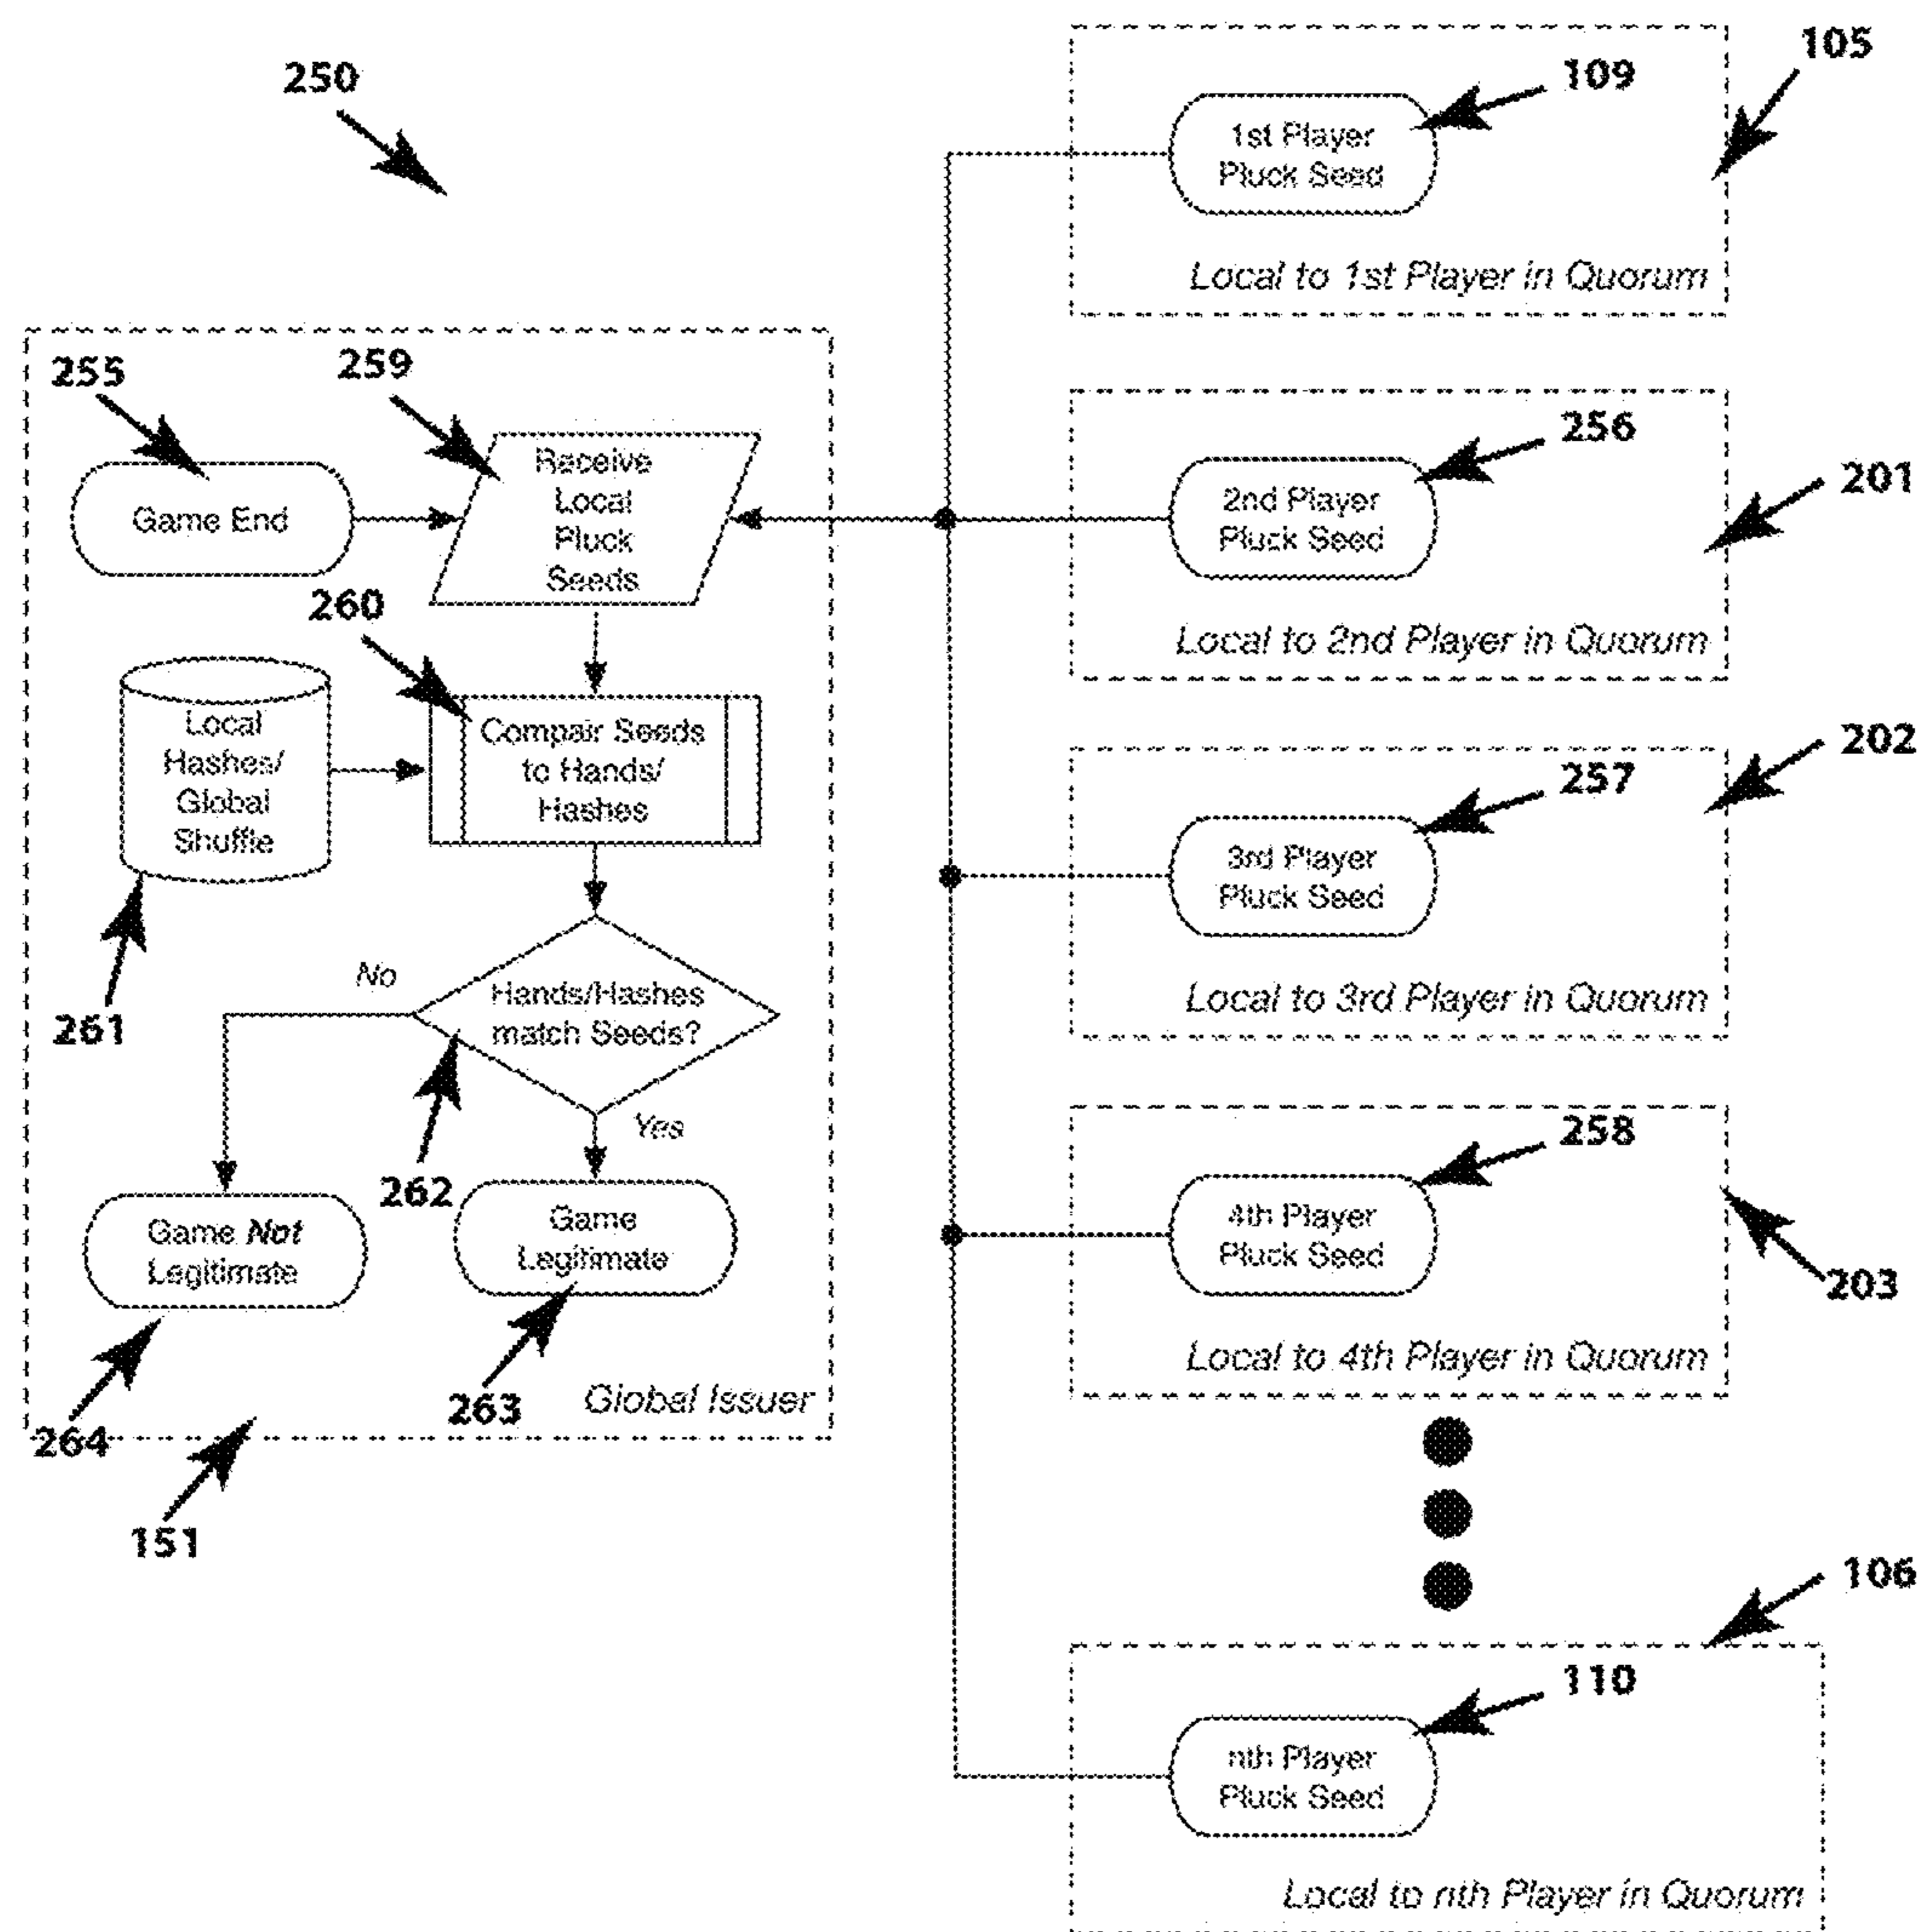 250
105
109
1st Player
Pluck Seed
Local to 1st Player in Quorum
255
259
Game End
Receive
Local
Pluck
Seeds
256
201
2nd Player
Pluck Seed
Local to 2nd Player in Quorum
260
Local
Hashes/
Global
Shuffle
Compair Seeds
to Hands/
Hashes
261
202
257
3rd Player
Pluck Seed
Local to 3rd Player in Quorum
No
Hands/Hashes
match Seeds?
Yes
262
Game Not
Legitimate
Game
Legitimate
264
263
Global Issuer
151
258
203
4th Player
Pluck Seed
Local to 4th Player in Quorum
106
110
nth Player
Pluck Seed
Local to nth Player in Quorum